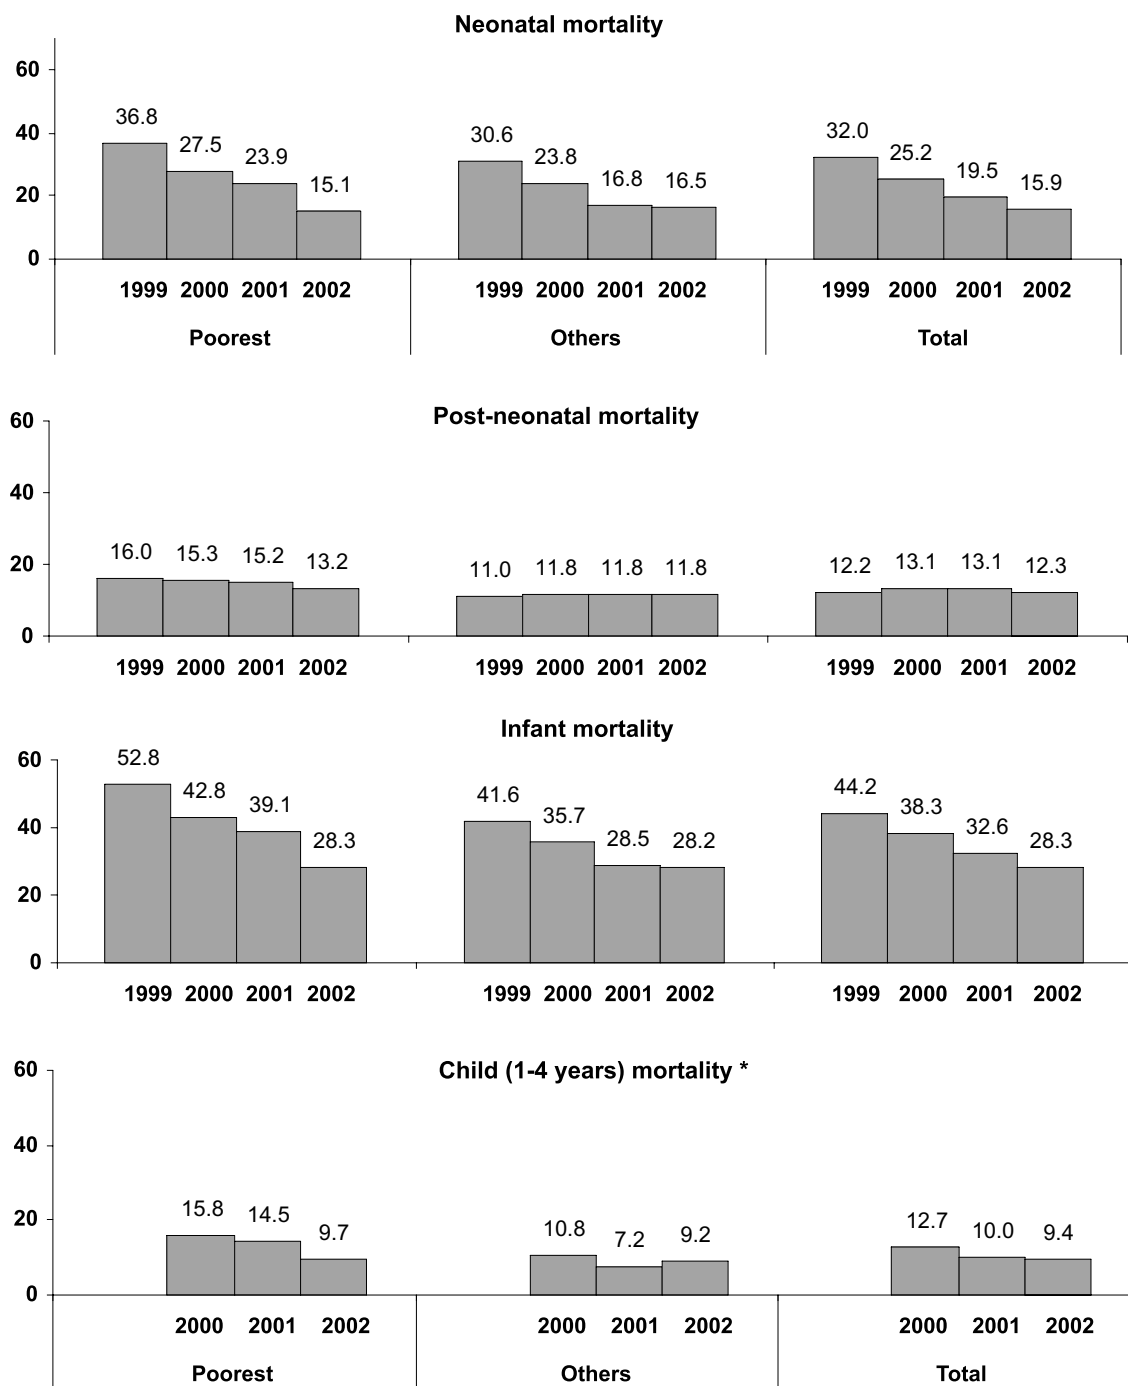 Neonatal mortality
60
40
20
0
36.8 27.5 23.9 15.1 30.6 23.8 16.8 16.5 32.0 25.2 19.5 15.9
1999 2000 2001 2002 1999 2000 2001 2002 1999 2000 2001 2002
Poorest Others Total
Post-neonatal mortality
60
40
20
0
16.0 15.3 15.2 13.2 11.0 11.8 11.8 11.8 12.2 13.1 13.1 12.3
1999 2000 2001 2002 1999 2000 2001 2002 1999 2000 2001 2002
Infant mortality
60
40
20
0
52.8 42.8 39.1 28.3 41.6 35.7 28.5 28.2 44.2 38.3 32.6 28.3
1999 2000 2001 2002 1999 2000 2001 2002 1999 2000 2001 2002
Child (1-4 years) mortality *
60
40
20
0
15.8 14.5 9.7 10.8 7.2 9.2 12.7 10.0 9.4
2000 2001 2002 2000 2001 2002 2000 2001 2002
Poorest Others Total